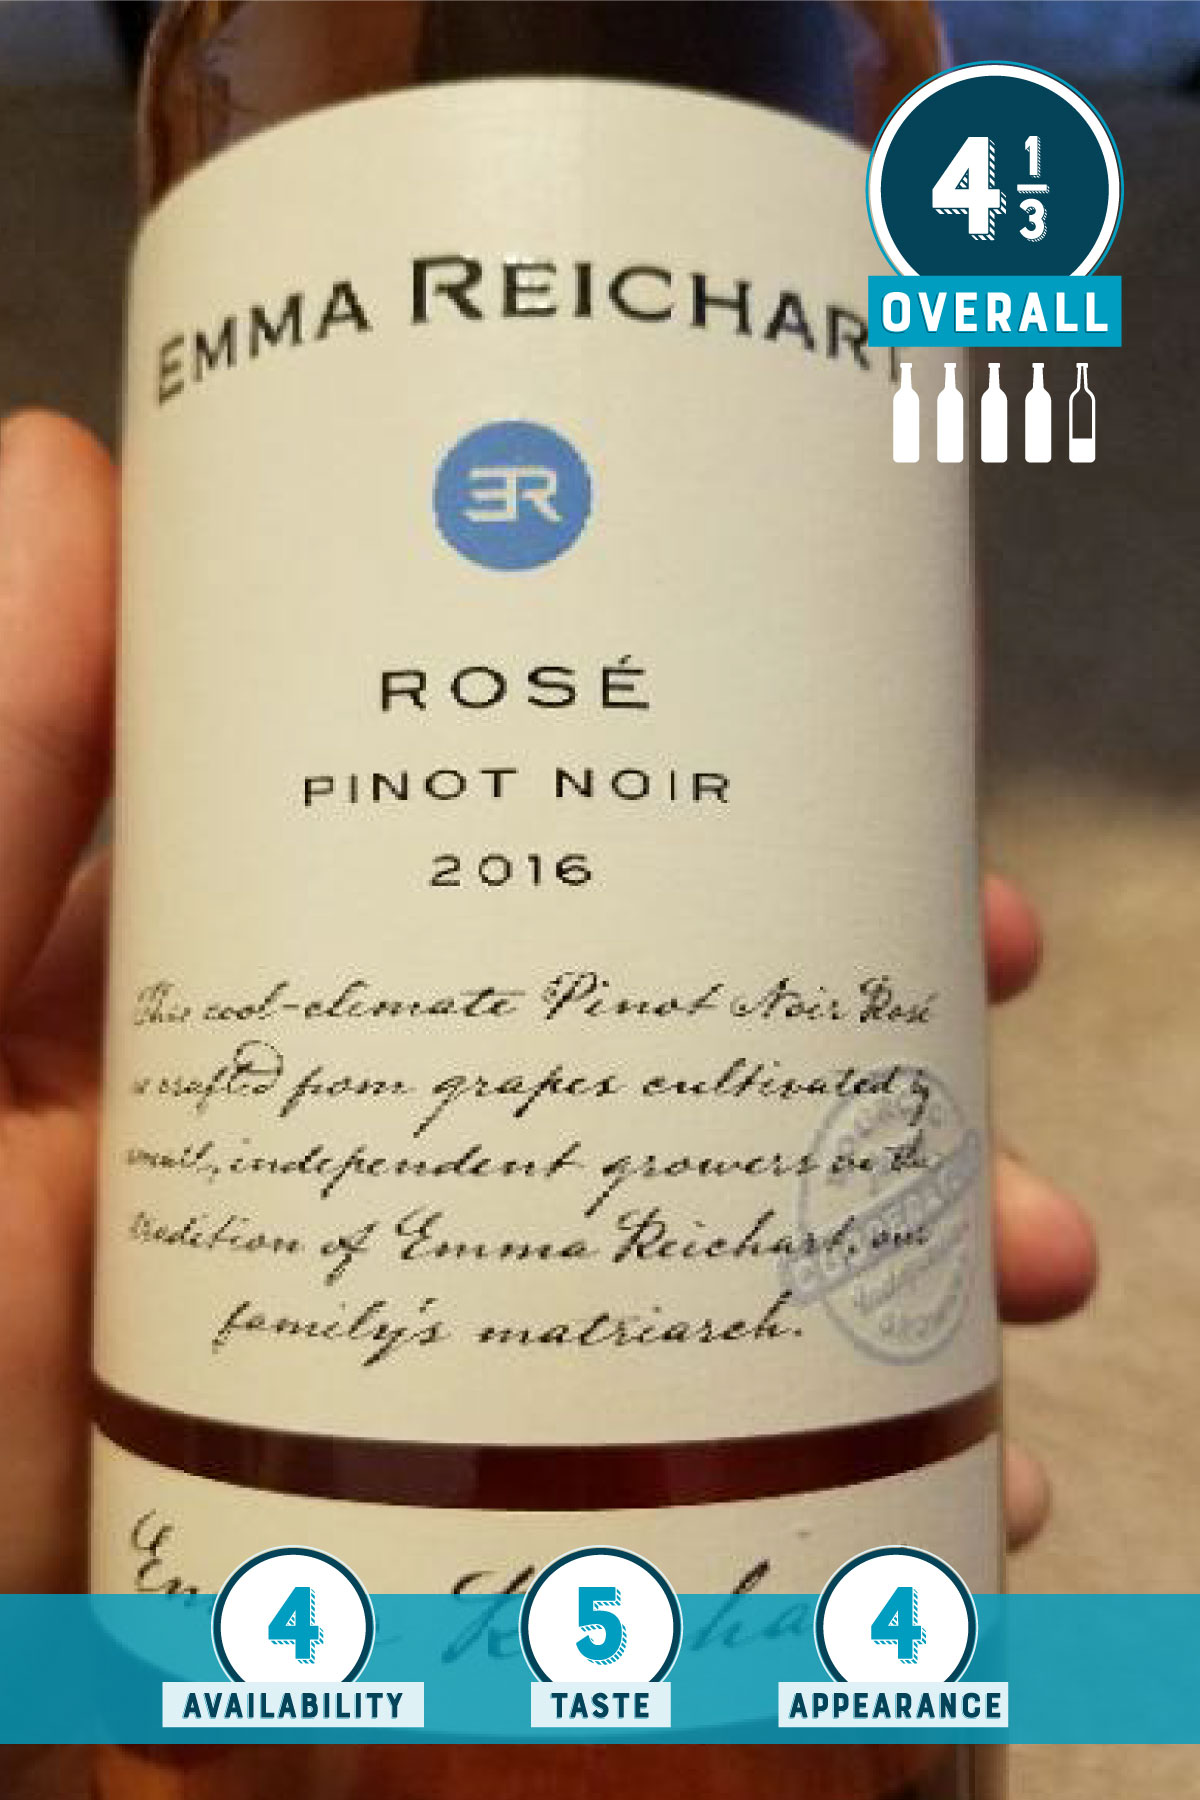 4 1/3
OVERALL
EMMA REICHART
ER
ROSÉ
PINOT NOIR
2016
This cool-climate Pinot Noir Rosé
is crafted from grapes cultivated by
small, independent growers in the
tradition of Emma Reichart, our
family's matriarch.
4 5 4
AVAILABILITY TASTE APPEARANCE